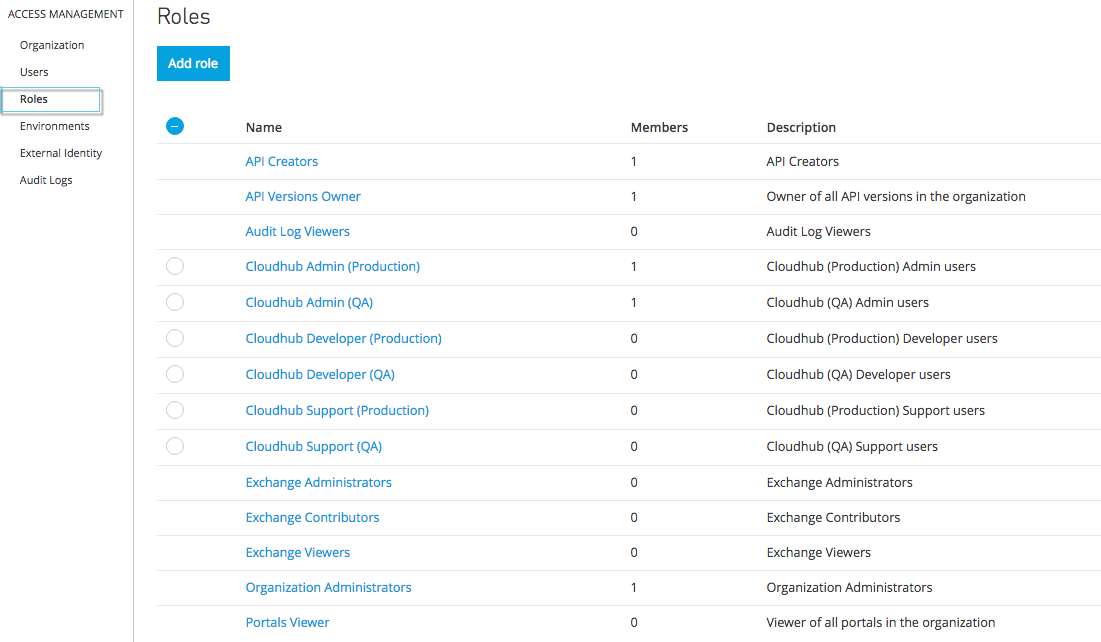 ACCESS MANAGEMENT
Organization
Users
Roles
Environments
External Identity
Audit Logs
Roles
Add role
Name Members Description
API Creators 1 API Creators
API Versions Owner 1 Owner of all API versions in the organization
Audit Log Viewers 0 Audit Log Viewers
Cloudhub Admin (Production) 1 Cloudhub (Production) Admin users
Cloudhub Admin (QA) 1 Cloudhub (QA) Admin users
Cloudhub Developer (Production) 0 Cloudhub (Production) Developer users
Cloudhub Developer (QA) 0 Cloudhub (QA) Developer users
Cloudhub Support (Production) 0 Cloudhub (Production) Support users
Cloudhub Support (QA) 0 Cloudhub (QA) Support users
Exchange Administrators 0 Exchange Administrators
Exchange Contributors 0 Exchange Contributors
Exchange Viewers 0 Exchange Viewers
Organization Administrators 1 Organization Administrators
Portals Viewer 0 Viewer of all portals in the organization